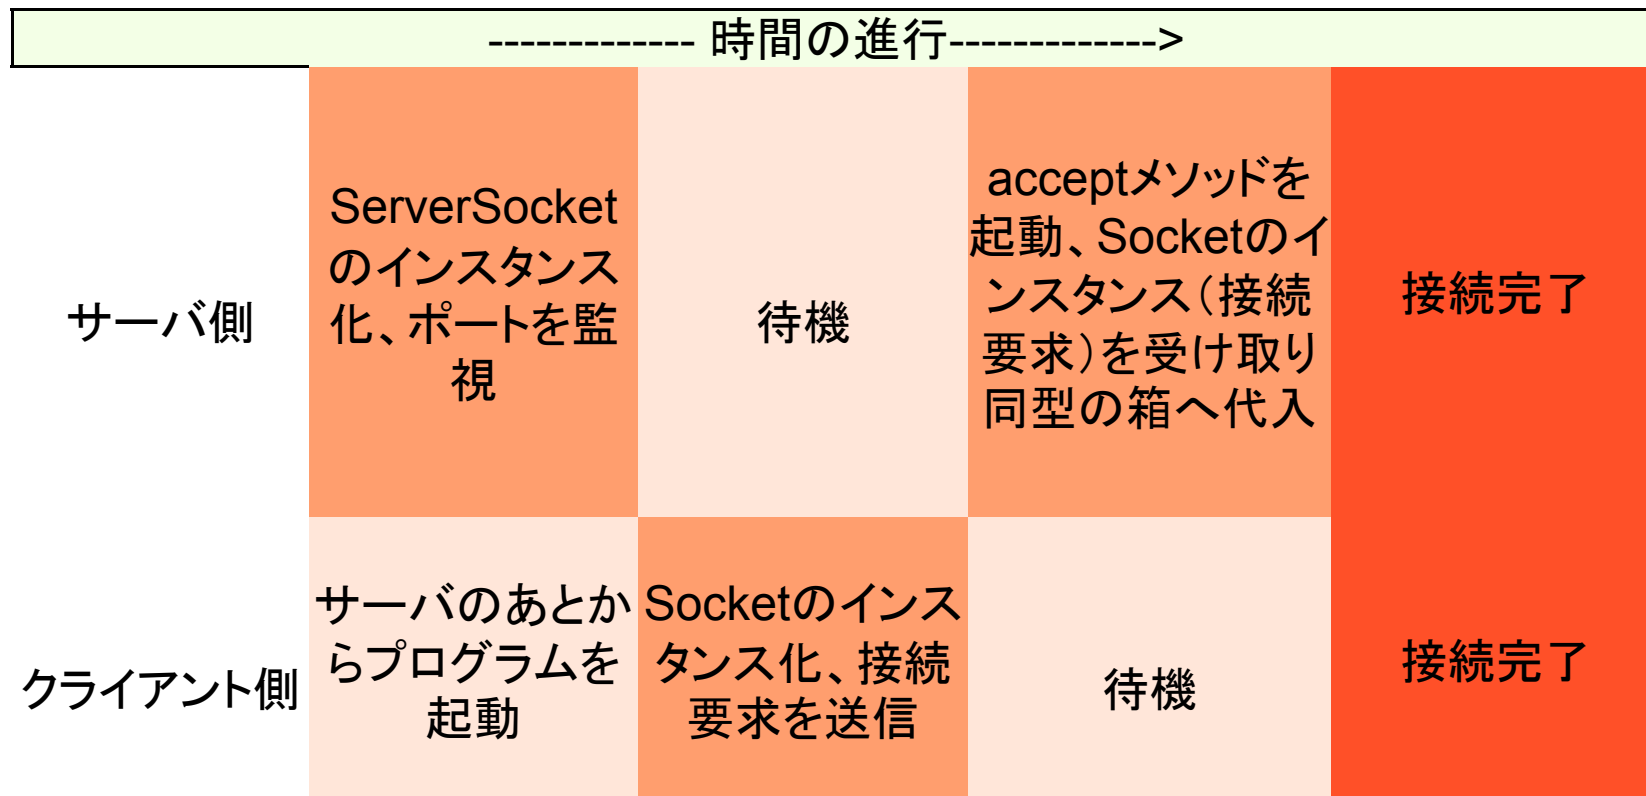 ------------- 時間の進行------------->
サーバ側
ServerSocket
のインスタンス
化、ポートを監
視
待機
acceptメソッドを
起動、Socketのイ
ンスタンス（接続
要求）を受け取り
同型の箱へ代入
接続完了
クライアント側
サーバのあとか
らプログラムを
起動
Socketのインス
タンス化、接続
要求を送信
待機
接続完了